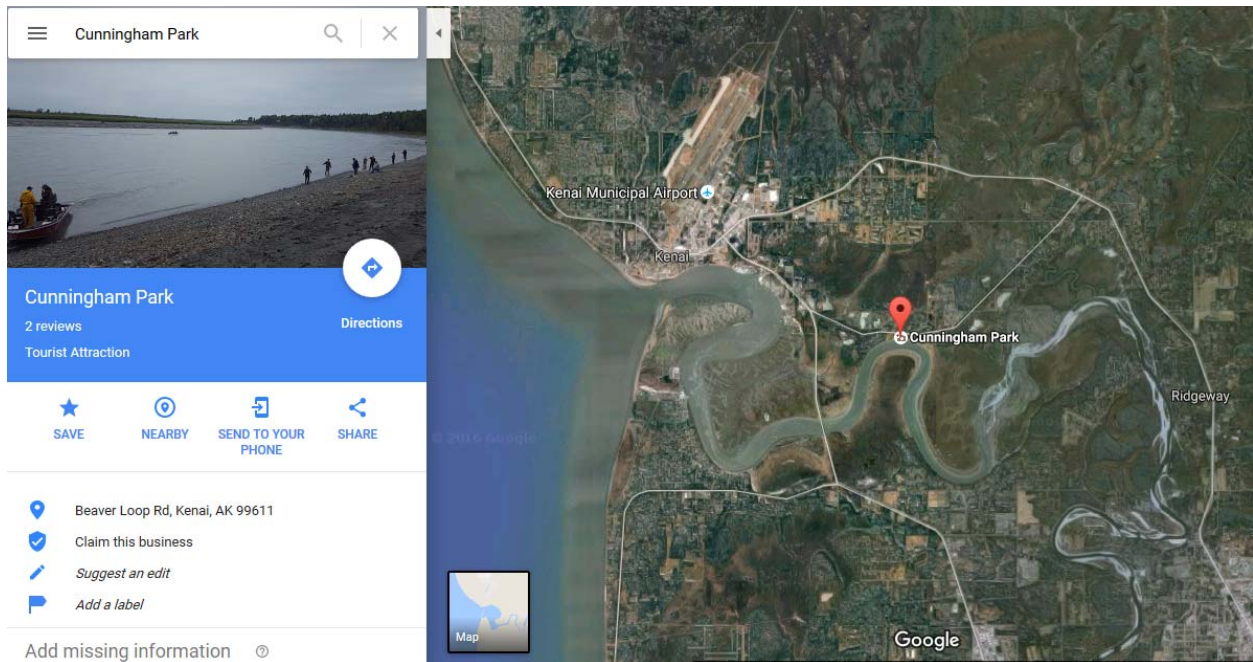 Cunningham Park
Cunningham Park
2 reviews
Tourist Attraction
Directions
SAVE
NEARBY
SEND TO YOUR
PHONE
SHARE
Beaver Loop Rd, Kenai, AK 99611
Claim this business
Suggest an edit
Add a label
Add missing information
Kenai Municipal Airport
Kenai
Cunningham Park
Ridgeway
© 2016 Google
Map
Google